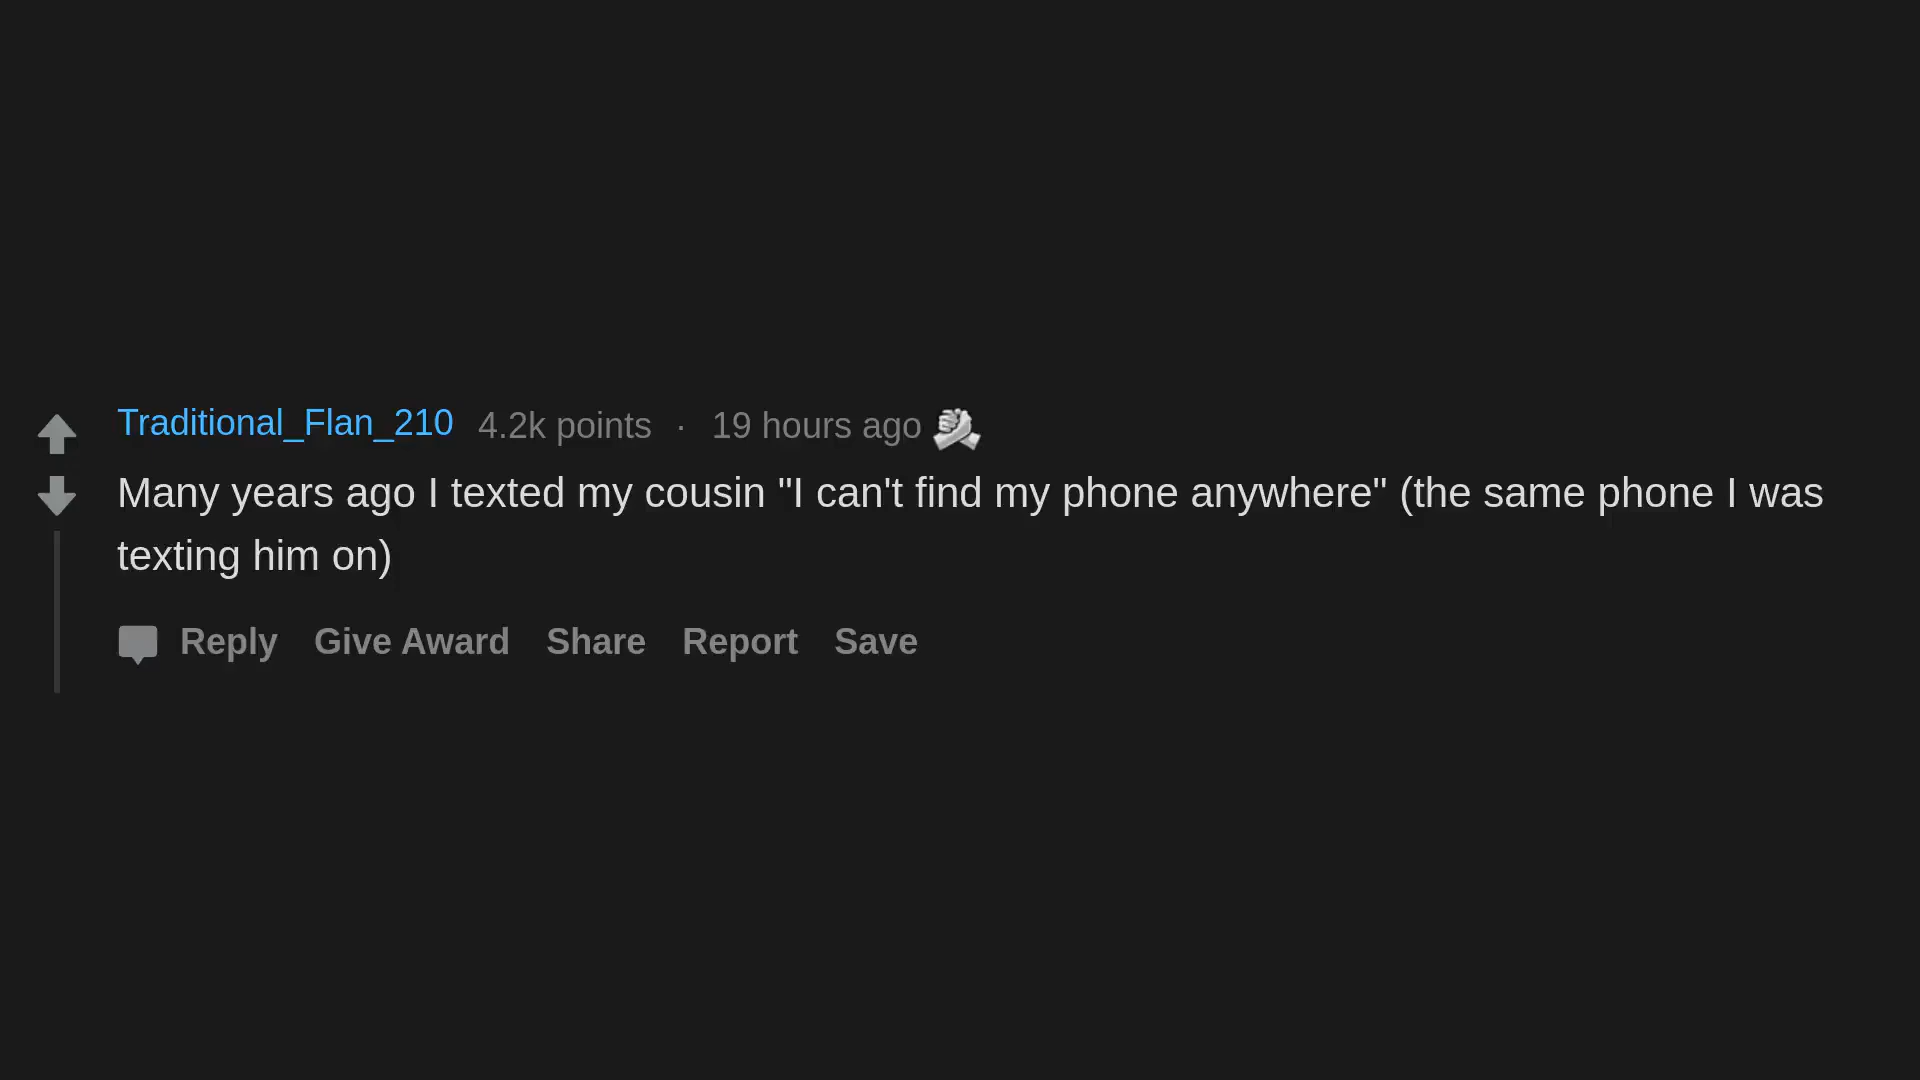 Traditional_Flan_210 4.2k points · 19 hours ago
Many years ago I texted my cousin "I can't find my phone anywhere" (the same phone I was
texting him on)
Reply Give Award Share Report Save